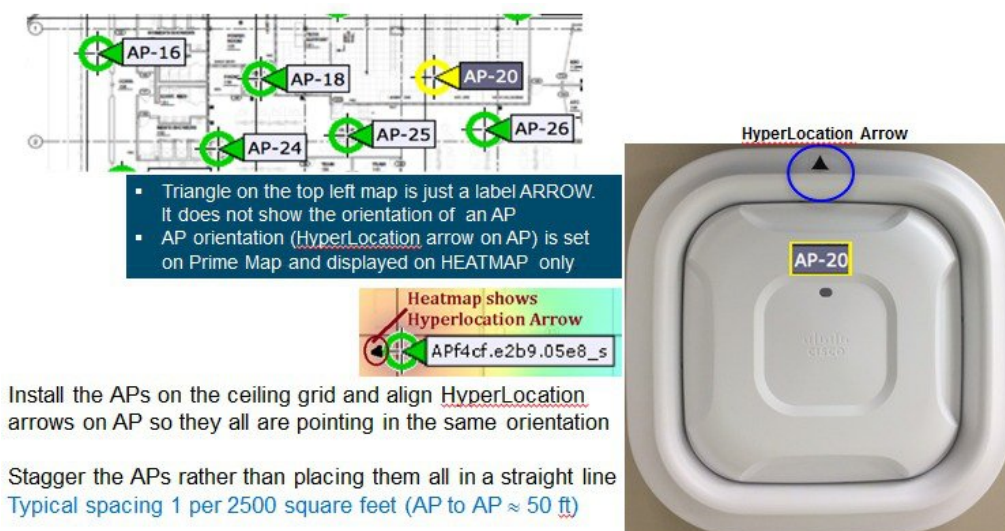 AP-16
AP-18
AP-20
AP-24
AP-25
AP-26
▪ Triangle on the top left map is just a label ARROW.
It does not show the orientation of an AP
▪ AP orientation (HyperLocation arrow on AP) is set
on Prime Map and displayed on HEATMAP only
Heatmap shows
Hyperlocation Arrow
APf4cf.e2b9.05e8_s
Install the APs on the ceiling grid and align HyperLocation
arrows on AP so they all are pointing in the same orientation
Stagger the APs rather than placing them all in a straight line
Typical spacing 1 per 2500 square feet (AP to AP ≈ 50 ft)
HyperLocation Arrow
AP-20
CISCO